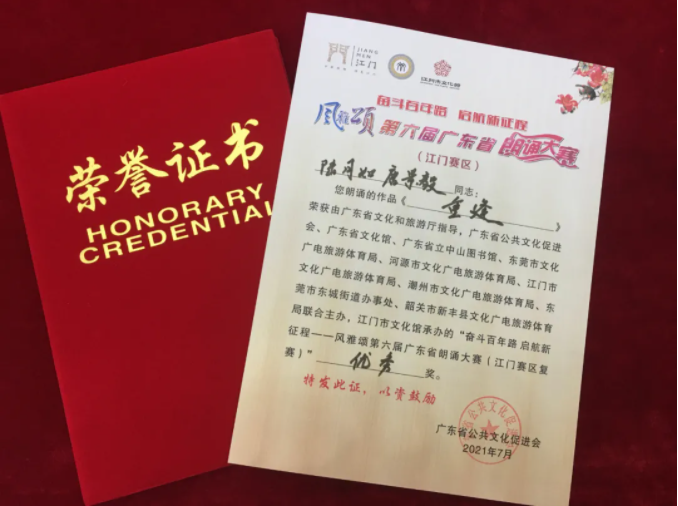 荣誉证书
HONORARY
CREDENTIAL
JIANG
MEN
江门
奋斗百年路 启航新征程
风雅颂 第六届广东省朗诵大赛
（江门赛区）
同志：
您朗诵的作品《 》
荣获由广东省文化和旅游厅指导，广东省公共文化促进
会、广东省文化馆、广东省立中山图书馆、东莞市文化
广电旅游体育局、河源市文化广电旅游体育局、江门市
文化广电旅游体育局、潮州市文化广电旅游体育局、东
莞市东城街道办事处、韶关市新丰县文化广电旅游体育
局联合主办，江门市文化馆承办的“奋斗百年路 启航新
征程——风雅颂第六届广东省朗诵大赛（江门赛区复
赛）” 优秀 奖。
特发此证，以资鼓励
广东省公共文化促进会
2021年7月